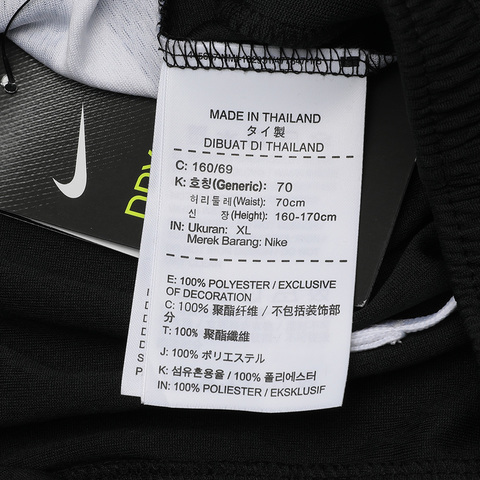 MADE IN THAILAND
タイ製
DIBUAT DI THAILAND
C: 160/69
K: 호칭(Generic): 70
허리둘레(Waist): 70cm
신 장(Height): 160-170cm
IN: Ukuran: XL
Merek Barang: Nike
E: 100% POLYESTER / EXCLUSIVE
OF DECORATION
C: 100% 聚酯纤维 / 不包括装饰部
分
T: 100% 聚酯纖維
J: 100% ポリエステル
K: 섬유혼용율 / 100% 폴리에스터
IN: 100% POLIESTER / EKSKLUSIF